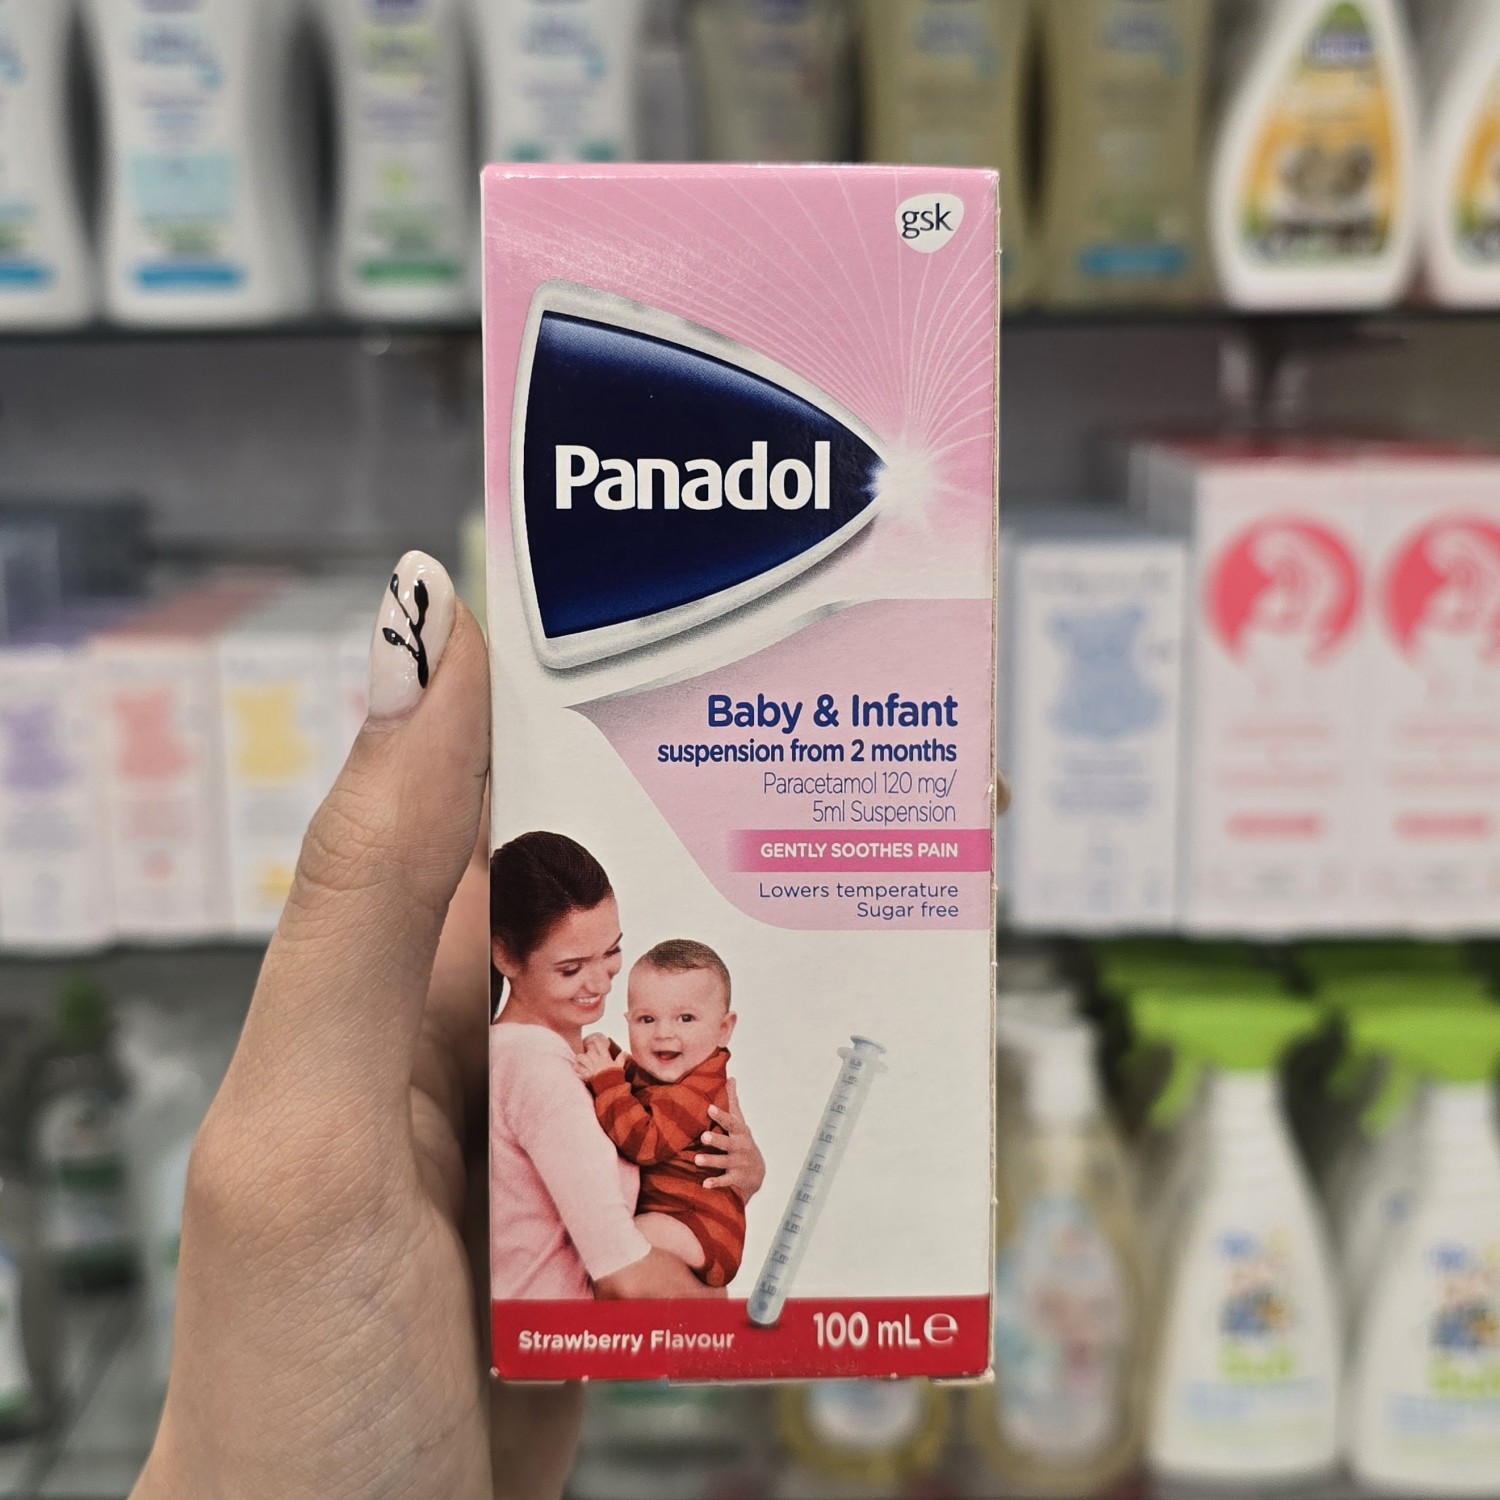 gsk
Panadol
Baby & Infant
suspension from 2 months
Paracetamol 120 mg/
5ml Suspension
GENTLY SOOTHES PAIN
Lowers temperature
Sugar free
Strawberry Flavour
100 mL℮